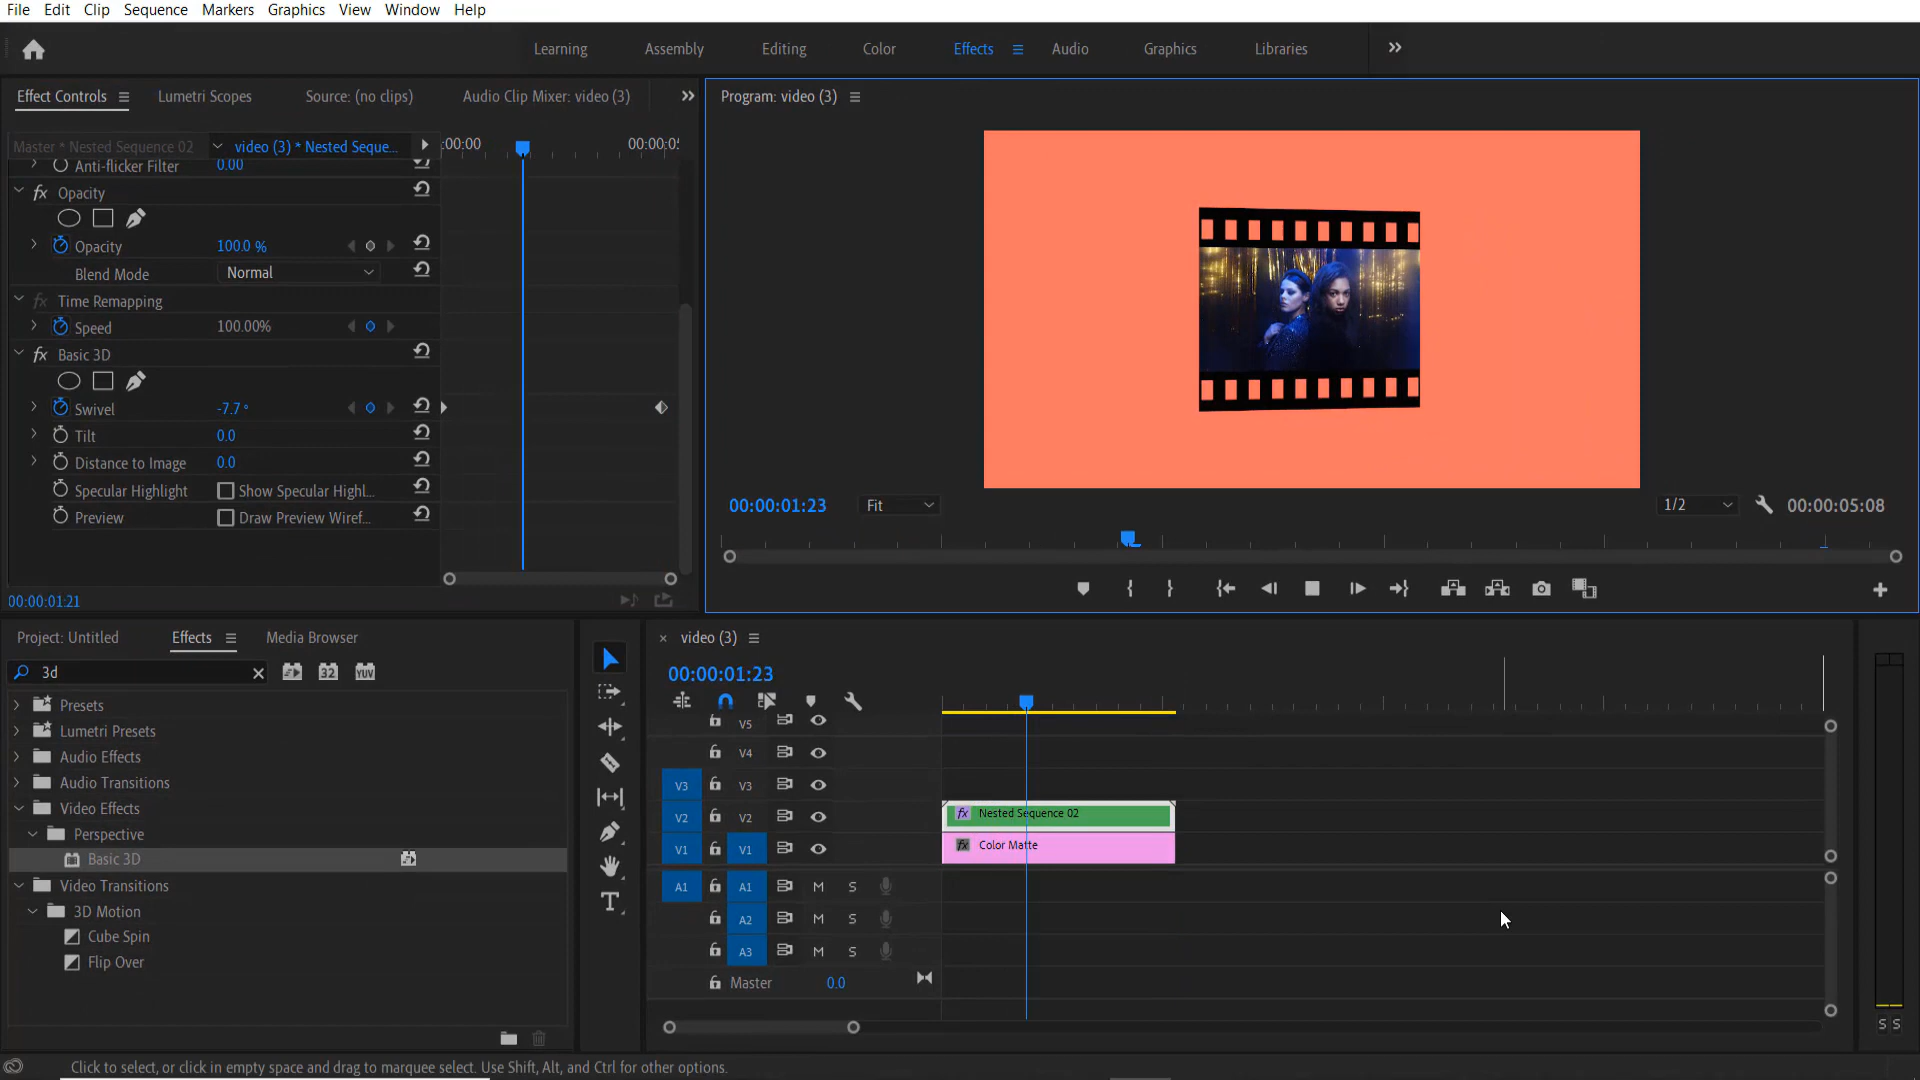 File Edit Clip Sequence Markers Graphics View Window Help
Learning Assembly Editing Color Effects Audio Graphics Libraries
Effect Controls Lumetri Scopes Source: (no clips) Audio Clip Mixer: video (3)
Program: video (3)
Master * Nested Sequence 02 video (3) * Nested Seque... :00:00 00:00:05
Anti-flicker Filter 0.00
fx Opacity
Opacity 100.0 %
Blend Mode Normal
fx Time Remapping
Speed 100.00%
fx Basic 3D
Swivel -7.7 °
Tilt 0.0
Distance to Image 0.0
Specular Highlight Show Specular Highl...
Preview Draw Preview Wiref...
00:00:01:21
00:00:01:23 Fit 1/2 00:00:05:08
Project: Untitled Effects Media Browser
3d 32 YUV
Presets
Lumetri Presets
Audio Effects
Audio Transitions
Video Effects
Perspective
Basic 3D
Video Transitions
3D Motion
Cube Spin
Flip Over
× video (3)
00:00:01:23
V5
V4
V3 V3
V2 V2 fx Nested Sequence 02
V1 V1 fx Color Matte
A1 A1 M S
A2 M S
A3 M S
Master 0.0
S S
Click to select, or click in empty space and drag to marquee select. Use Shift, Alt, and Ctrl for other options.